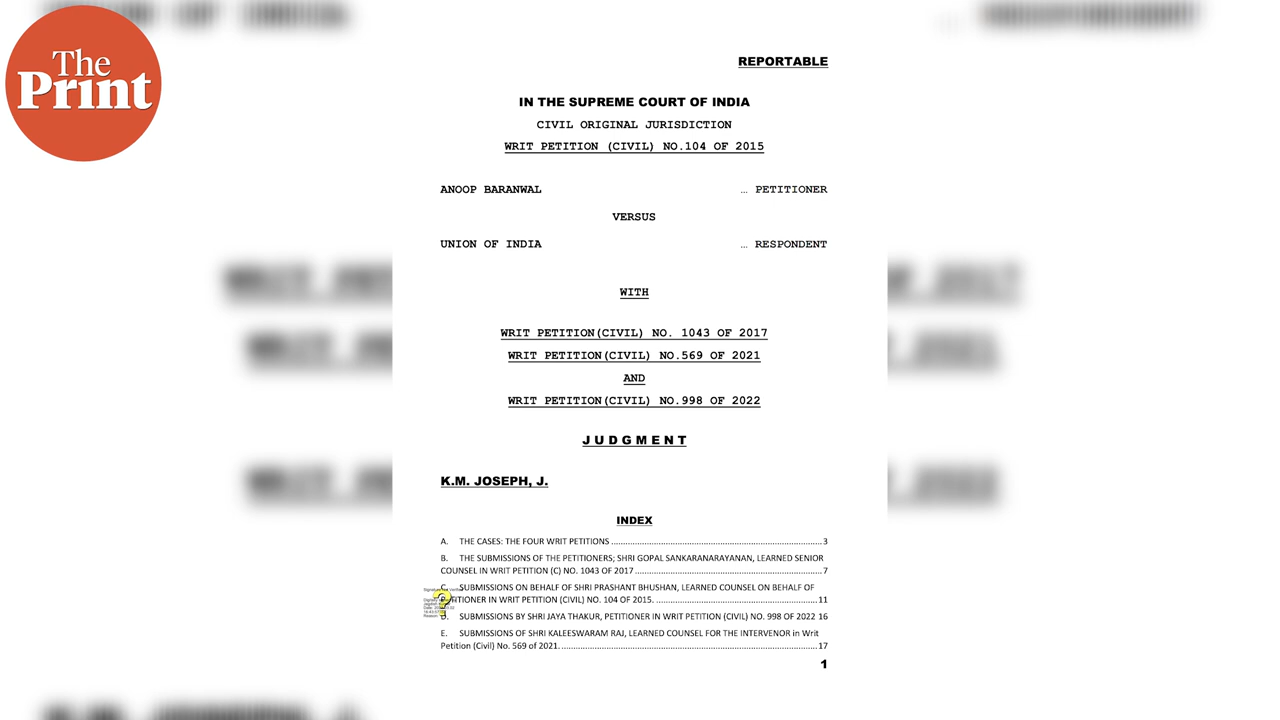 The
Print
REPORTABLE
IN THE SUPREME COURT OF INDIA
CIVIL ORIGINAL JURISDICTION
WRIT PETITION (CIVIL) NO.104 OF 2015
ANOOP BARANWAL … PETITIONER
VERSUS
UNION OF INDIA … RESPONDENT
WITH
WRIT PETITION(CIVIL) NO. 1043 OF 2017
WRIT PETITION(CIVIL) NO.569 OF 2021
AND
WRIT PETITION(CIVIL) NO.998 OF 2022
J U D G M E N T
K.M. JOSEPH, J.
INDEX
A. THE CASES: THE FOUR WRIT PETITIONS ........ 3
B. THE SUBMISSIONS OF THE PETITIONERS; SHRI GOPAL SANKARANARAYANAN, LEARNED SENIOR
COUNSEL IN WRIT PETITION (C) NO. 1043 OF 2017 ........ 7
C. SUBMISSIONS ON BEHALF OF SHRI PRASHANT BHUSHAN, LEARNED COUNSEL ON BEHALF OF
TIONER IN WRIT PETITION (CIVIL) NO. 104 OF 2015. ........ 11
D. SUBMISSIONS BY SHRI JAYA THAKUR, PETITIONER IN WRIT PETITION (CIVIL) NO. 998 OF 2022 16
E. SUBMISSIONS OF SHRI KALEESWARAM RAJ, LEARNED COUNSEL FOR THE INTERVENOR in Writ
Petition (Civil) No. 569 of 2021. ........ 17
1